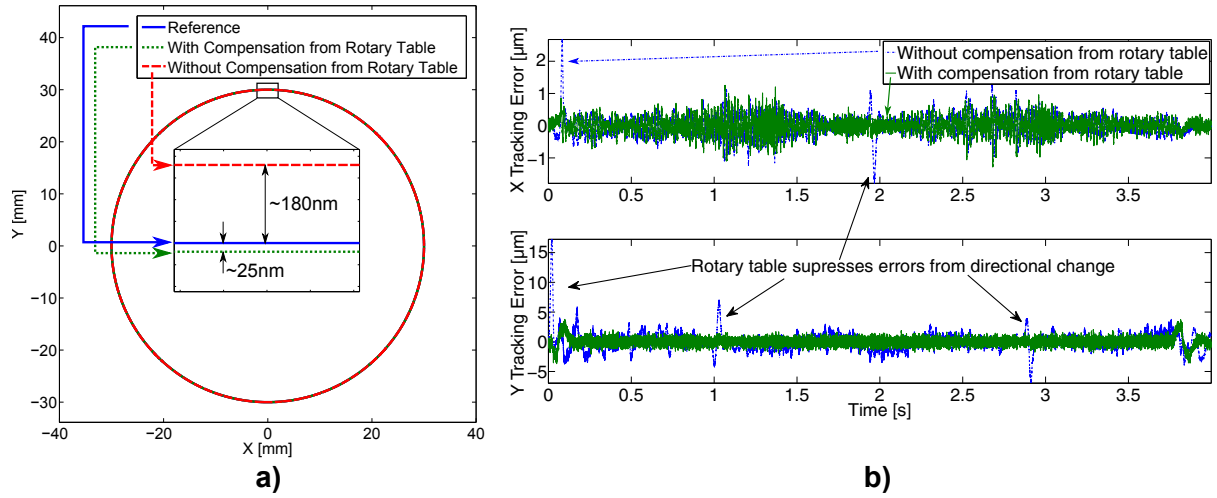 Reference
With Compensation from Rotary Table
Without Compensation from Rotary Table
40
30
20
10
0
−10
−20
−30
−40
−20
0
20
40
Y [mm]
X [mm]
~180nm
~25nm
a)
X Tracking Error [µm]
2
1
0
−1
Without compensation from rotary table
With compensation from rotary table
0
0.5
1
1.5
2
2.5
3
3.5
Y Tracking Error [µm]
15
10
5
0
−5
Rotary table supresses errors from directional change
0
0.5
1
1.5
2
2.5
3
3.5
Time [s]
b)